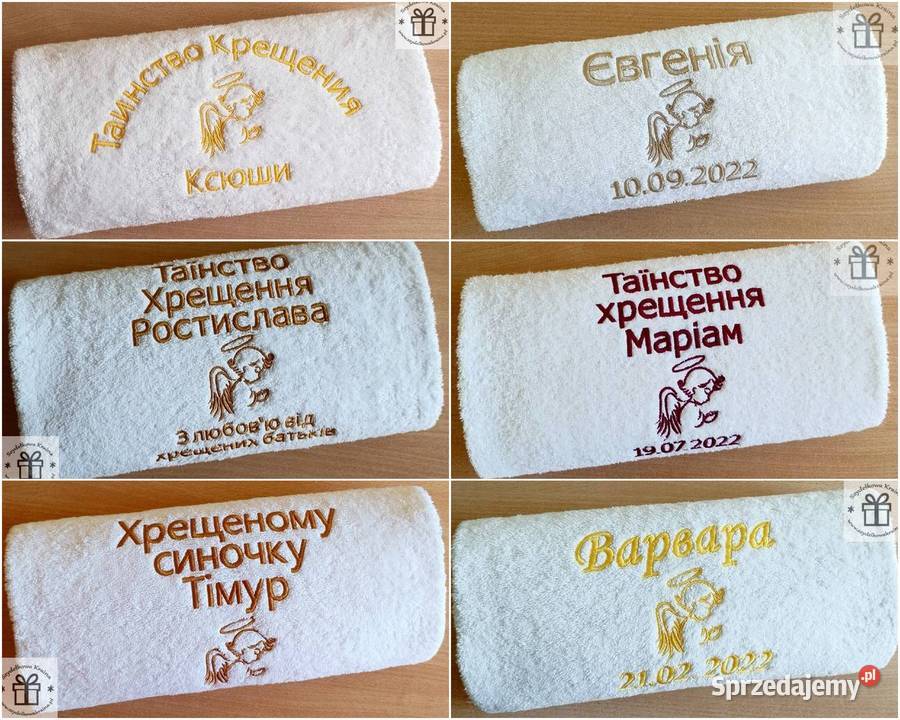 Таинство Крещения
Ксюши
Євгенія
10.09.2022
Таїнство
Хрещення
Ростислава
З любов'ю від
хрещених батьків
Таїнство
хрещення
Маріам
19.07.2022
Хрещеному
синочку
Тімур
Варвара
21.02.2022
Sprzedajemy.pl